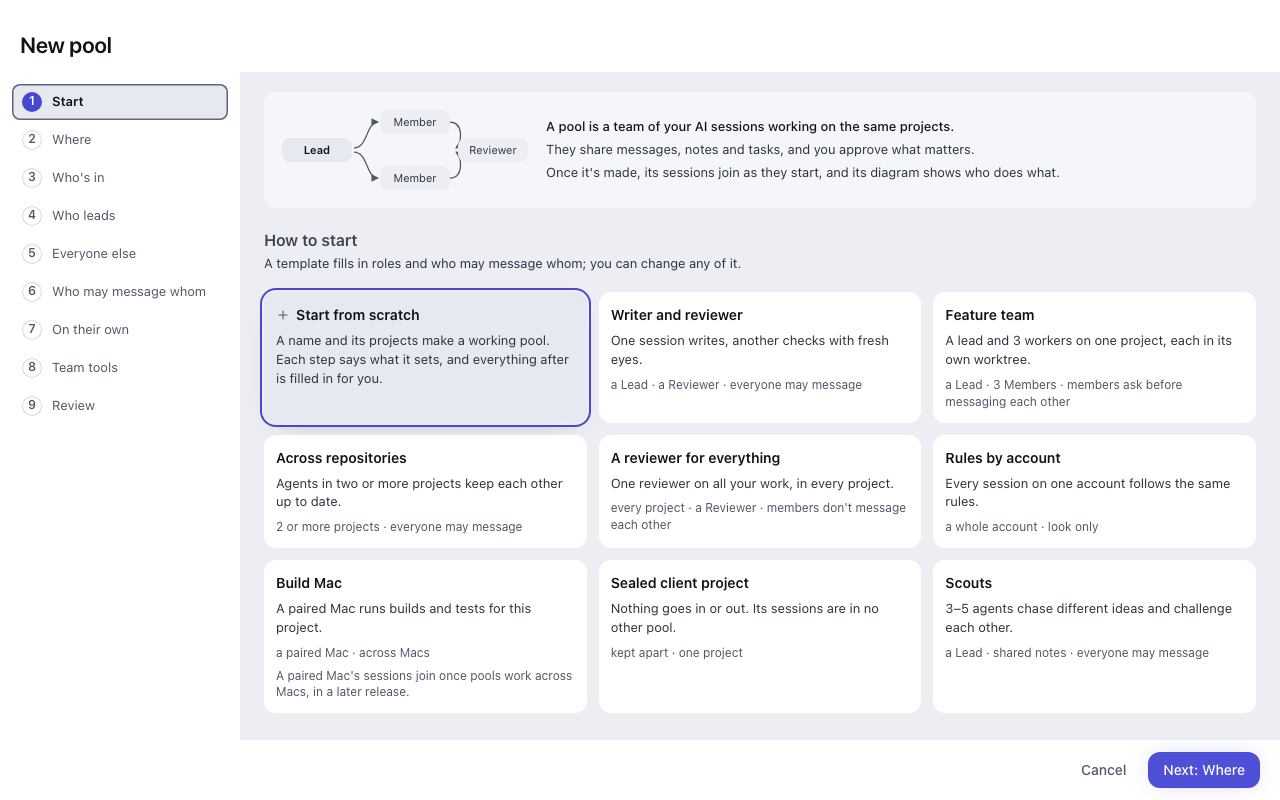 New pool
1 Start
2 Where
3 Who's in
4 Who leads
5 Everyone else
6 Who may message whom
7 On their own
8 Team tools
9 Review
Lead
Member
Member
Reviewer
A pool is a team of your AI sessions working on the same projects.
They share messages, notes and tasks, and you approve what matters.
Once it's made, its sessions join as they start, and its diagram shows who does what.
How to start
A template fills in roles and who may message whom; you can change any of it.
+ Start from scratch
A name and its projects make a working pool.
Each step says what it sets, and everything after
is filled in for you.
Writer and reviewer
One session writes, another checks with fresh
eyes.
a Lead · a Reviewer · everyone may message
Feature team
A lead and 3 workers on one project, each in its
own worktree.
a Lead · 3 Members · members ask before
messaging each other
Across repositories
Agents in two or more projects keep each other
up to date.
2 or more projects · everyone may message
A reviewer for everything
One reviewer on all your work, in every project.
every project · a Reviewer · members don't message
each other
Rules by account
Every session on one account follows the same
rules.
a whole account · look only
Build Mac
A paired Mac runs builds and tests for this
project.
a paired Mac · across Macs
A paired Mac's sessions join once pools work across
Macs, in a later release.
Sealed client project
Nothing goes in or out. Its sessions are in no
other pool.
kept apart · one project
Scouts
3–5 agents chase different ideas and challenge
each other.
a Lead · shared notes · everyone may message
Cancel
Next: Where